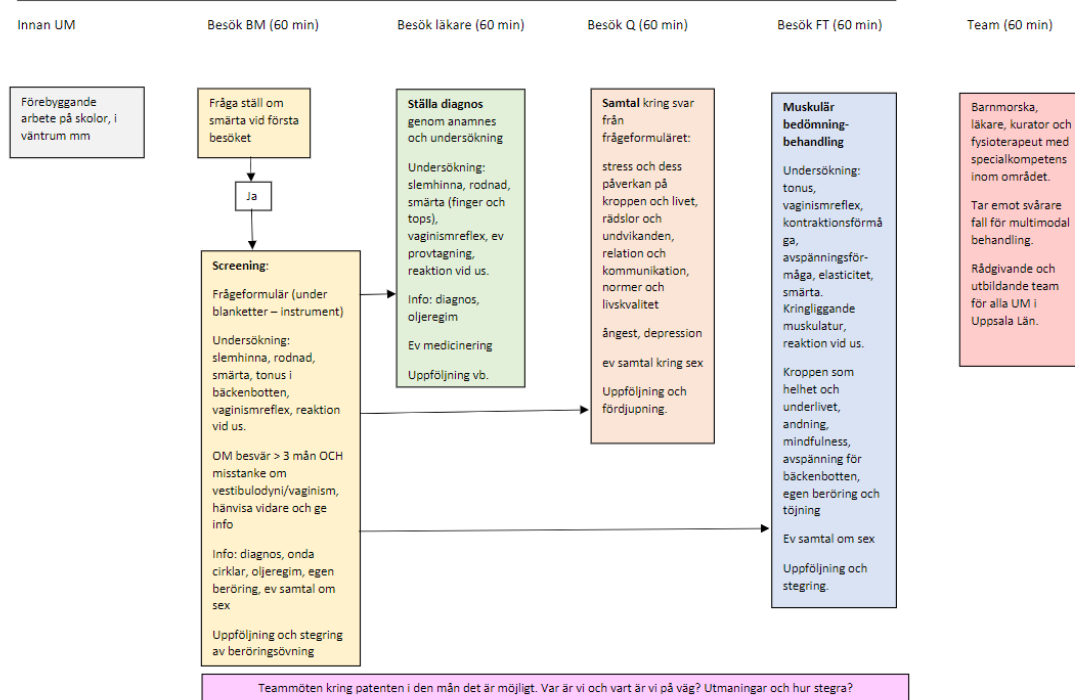 Innan UM
Besök BM (60 min)
Besök läkare (60 min)
Besök Q (60 min)
Besök FT (60 min)
Team (60 min)
Förebyggande
arbete på skolor, i
väntrum mm
Fråga ställ om
smärta vid första
besöket
Ja
Screening:
Frågeformulär (under
blanketter – instrument)
Undersökning:
slemhinna, rodnad,
smärta, tonus i
bäckenbotten,
vaginismreflex, reaktion
vid us.
OM besvär > 3 mån OCH
misstanke om
vestibulodyni/vaginism,
hänvisa vidare och ge
info
Info: diagnos, onda
cirklar, oljeregim, egen
beröring, ev samtal om
sex
Uppföljning och stegring
av beröringsövning
Ställa diagnos
genom anamnes
och undersökning
Undersökning:
slemhinna, rodnad,
smärta (finger och
tops),
vaginismreflex, ev
provtagning,
reaktion vid us.
Info: diagnos,
oljeregim
Ev medicinering
Uppföljning vb.
Samtal kring svar
från
frågeformuläret:
stress och dess
påverkan på
kroppen och livet,
rädslor och
undvikanden,
relation och
kommunikation,
normer och
livskvalitet
ångest, depression
ev samtal kring sex
Uppföljning och
fördjupning.
Muskulär
bedömning-
behandling
Undersökning:
tonus,
vaginismreflex,
kontraktionsförmå
ga,
avspänningsför-
måga, elasticitet,
smärta.
Kringliggande
muskulatur,
reaktion vid us.
Kroppen som
helhet och
underlivet,
andning,
mindfulness,
avspänning för
bäckenbotten,
egen beröring och
töjning
Ev samtal om sex
Uppföljning och
stegring.
Barnmorska,
läkare, kurator och
fysioterapeut med
specialkompetens
inom området.
Tar emot svårare
fall för multimodal
behandling.
Rådgivande och
utbildande team
för alla UM i
Uppsala Län.
Teammöten kring patenten i den mån det är möjligt. Var är vi och vart är vi på väg? Utmaningar och hur stegra?